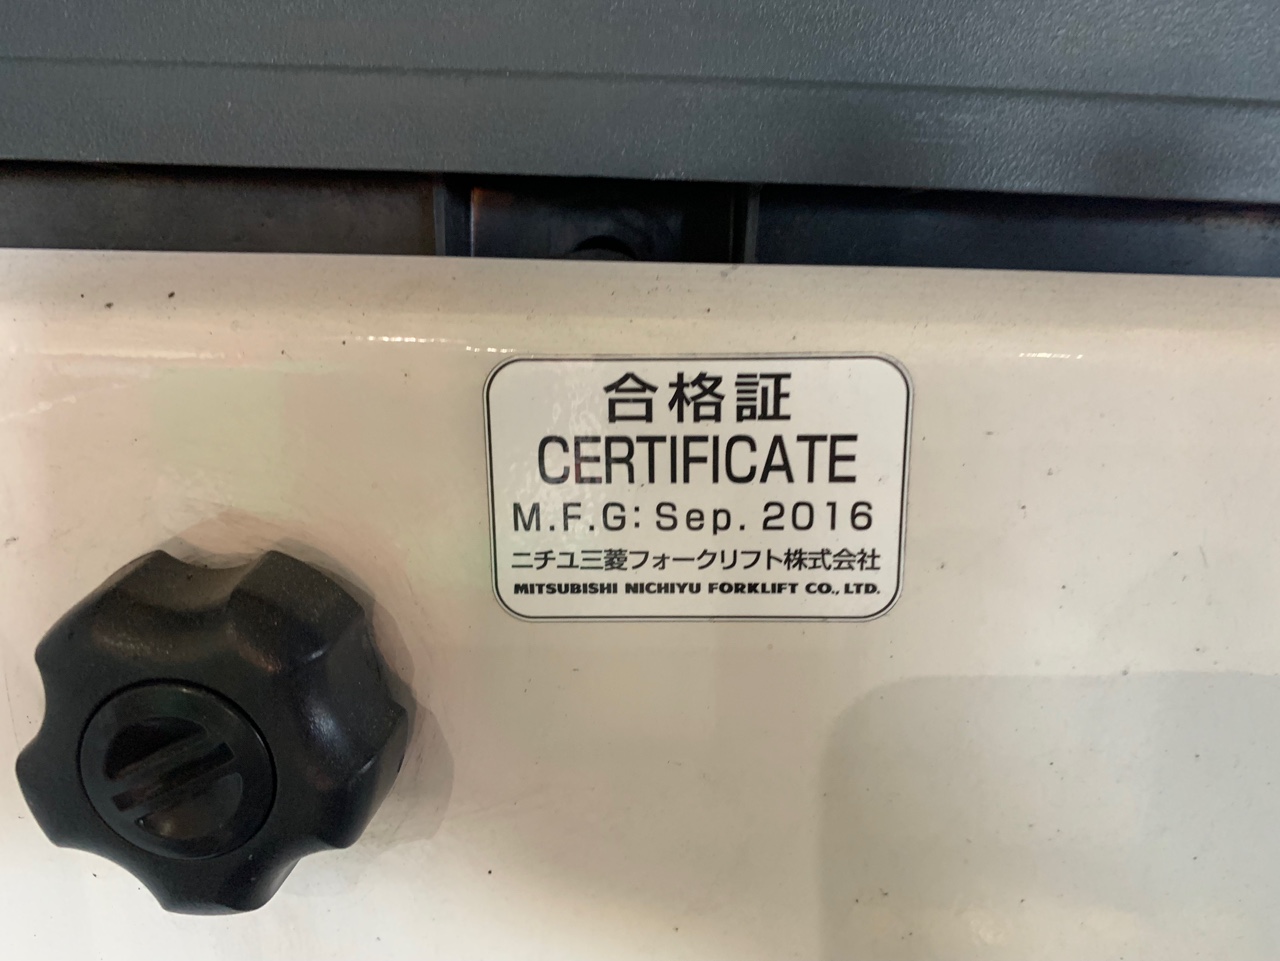 合格証
CERTIFICATE
M.F.G: Sep. 2016
ニチユ三菱フォークリフト株式会社
MITSUBISHI NICHIYU FORKLIFT CO., LTD.